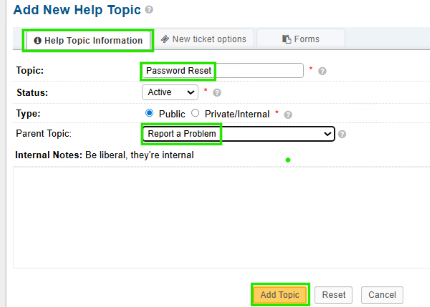 Add New Help Topic
Help Topic Information
New ticket options
Forms
Topic: Password Reset *
Status: Active *
Type: Public Private/Internal *
Parent Topic: Report a Problem
Internal Notes: Be liberal, they're internal
Add Topic Reset Cancel